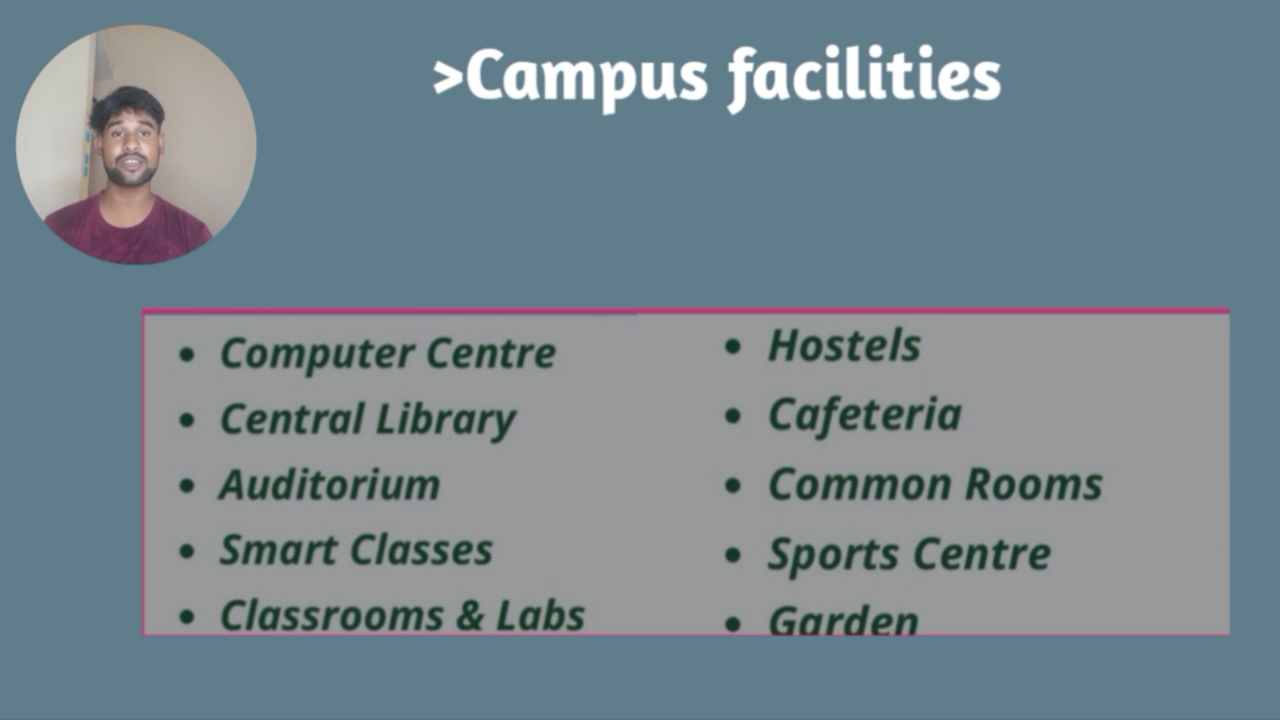 >Campus facilities
• Computer Centre
• Central Library
• Auditorium
• Smart Classes
• Classrooms & Labs
• Hostels
• Cafeteria
• Common Rooms
• Sports Centre
• Garden